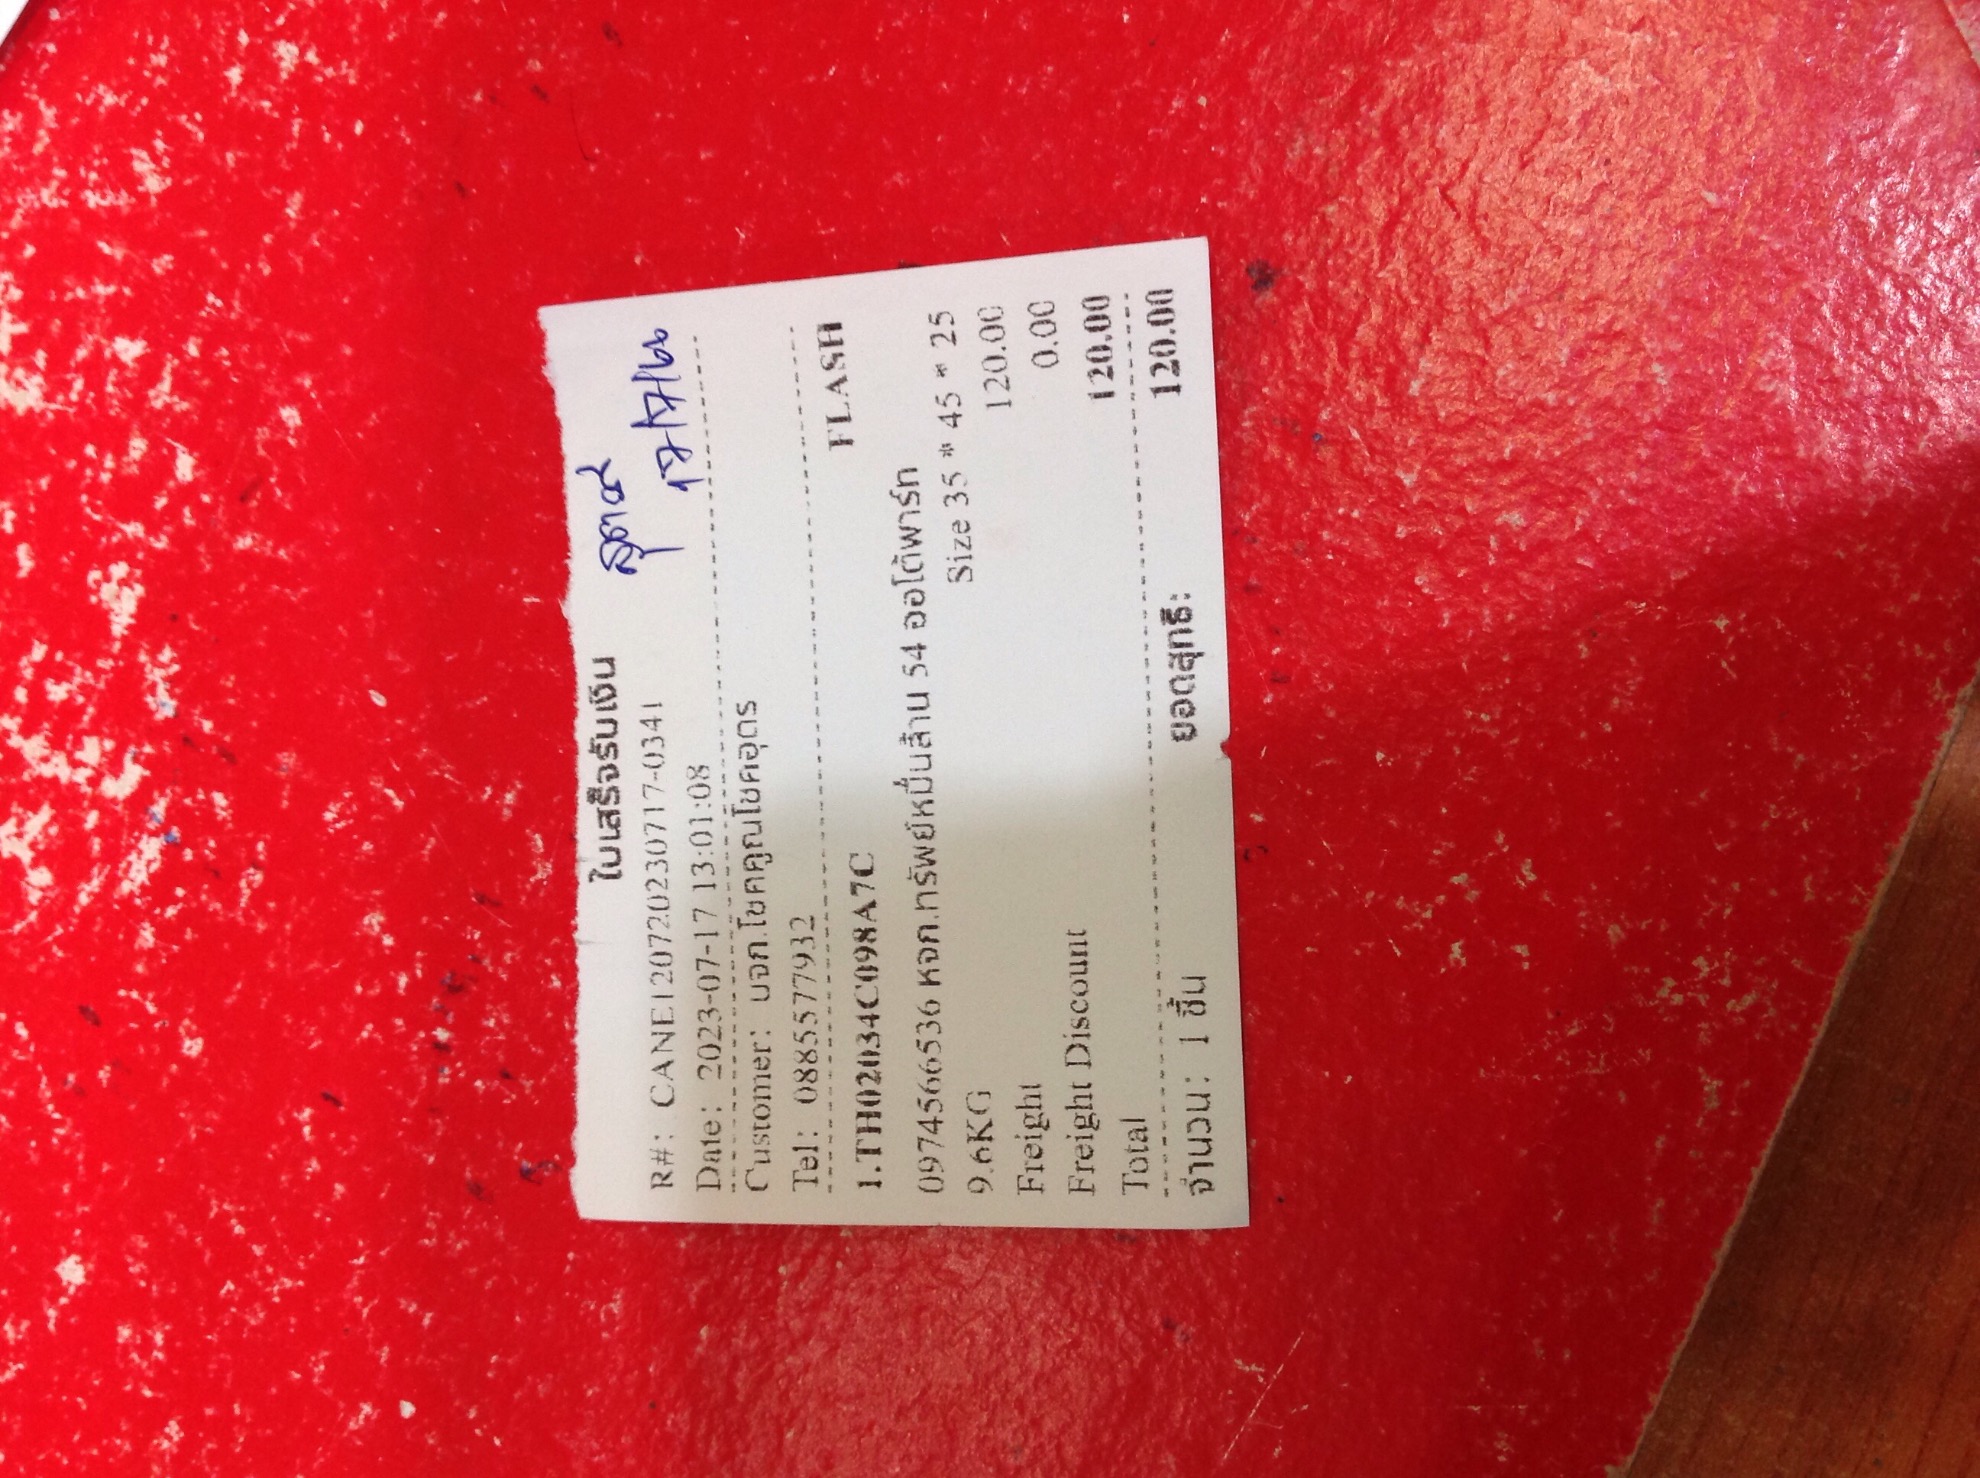 ใบเสร็จรับเงิน
17/7/66
R#: CANE120720230717-0341
Date: 2023-07-17 13:01:08
Customer: บจก.โชคคูณโชคอุดร
Tel: 0885577932
1.TH02034C098A7C FLASH
0974566536 หจก.ทรัพย์หมื่นล้าน 54 ออโต้พาร์ท
9.6KG Size 35 * 45 * 25
Freight 120.00
Freight Discount 0.00
Total 120.00
จำนวน: 1 ชิ้น ยอดสุทธิ: 120.00